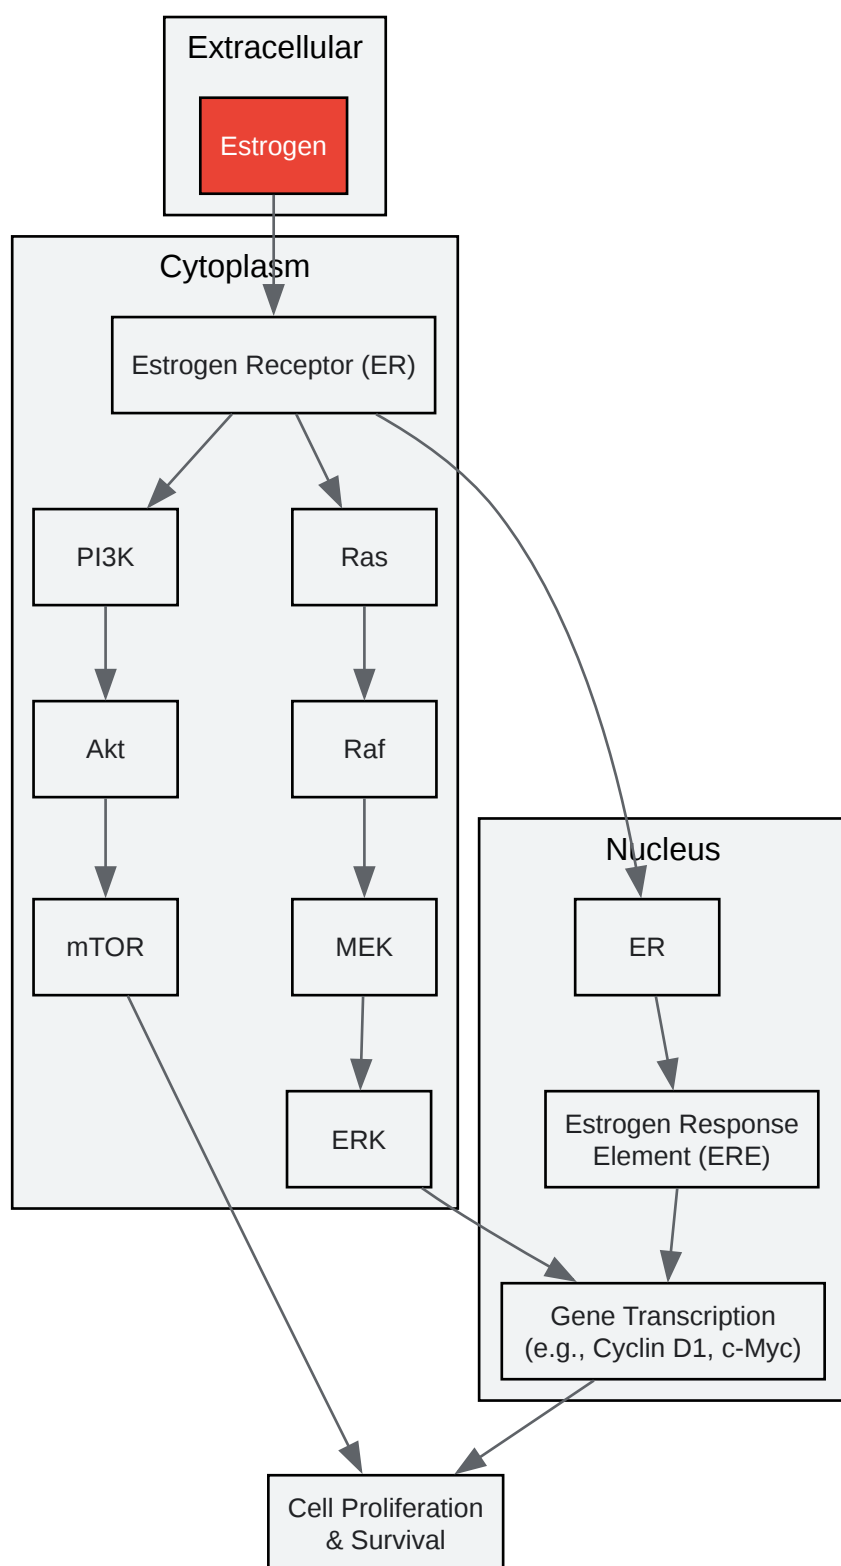 Extracellular
Estrogen
Cytoplasm
Estrogen Receptor (ER)
PI3K
Ras
Akt
Raf
Nucleus
mTOR
MEK
ER
ERK
Estrogen Response
Element (ERE)
Gene Transcription
(e.g., Cyclin D1, c-Myc)
Cell Proliferation
& Survival